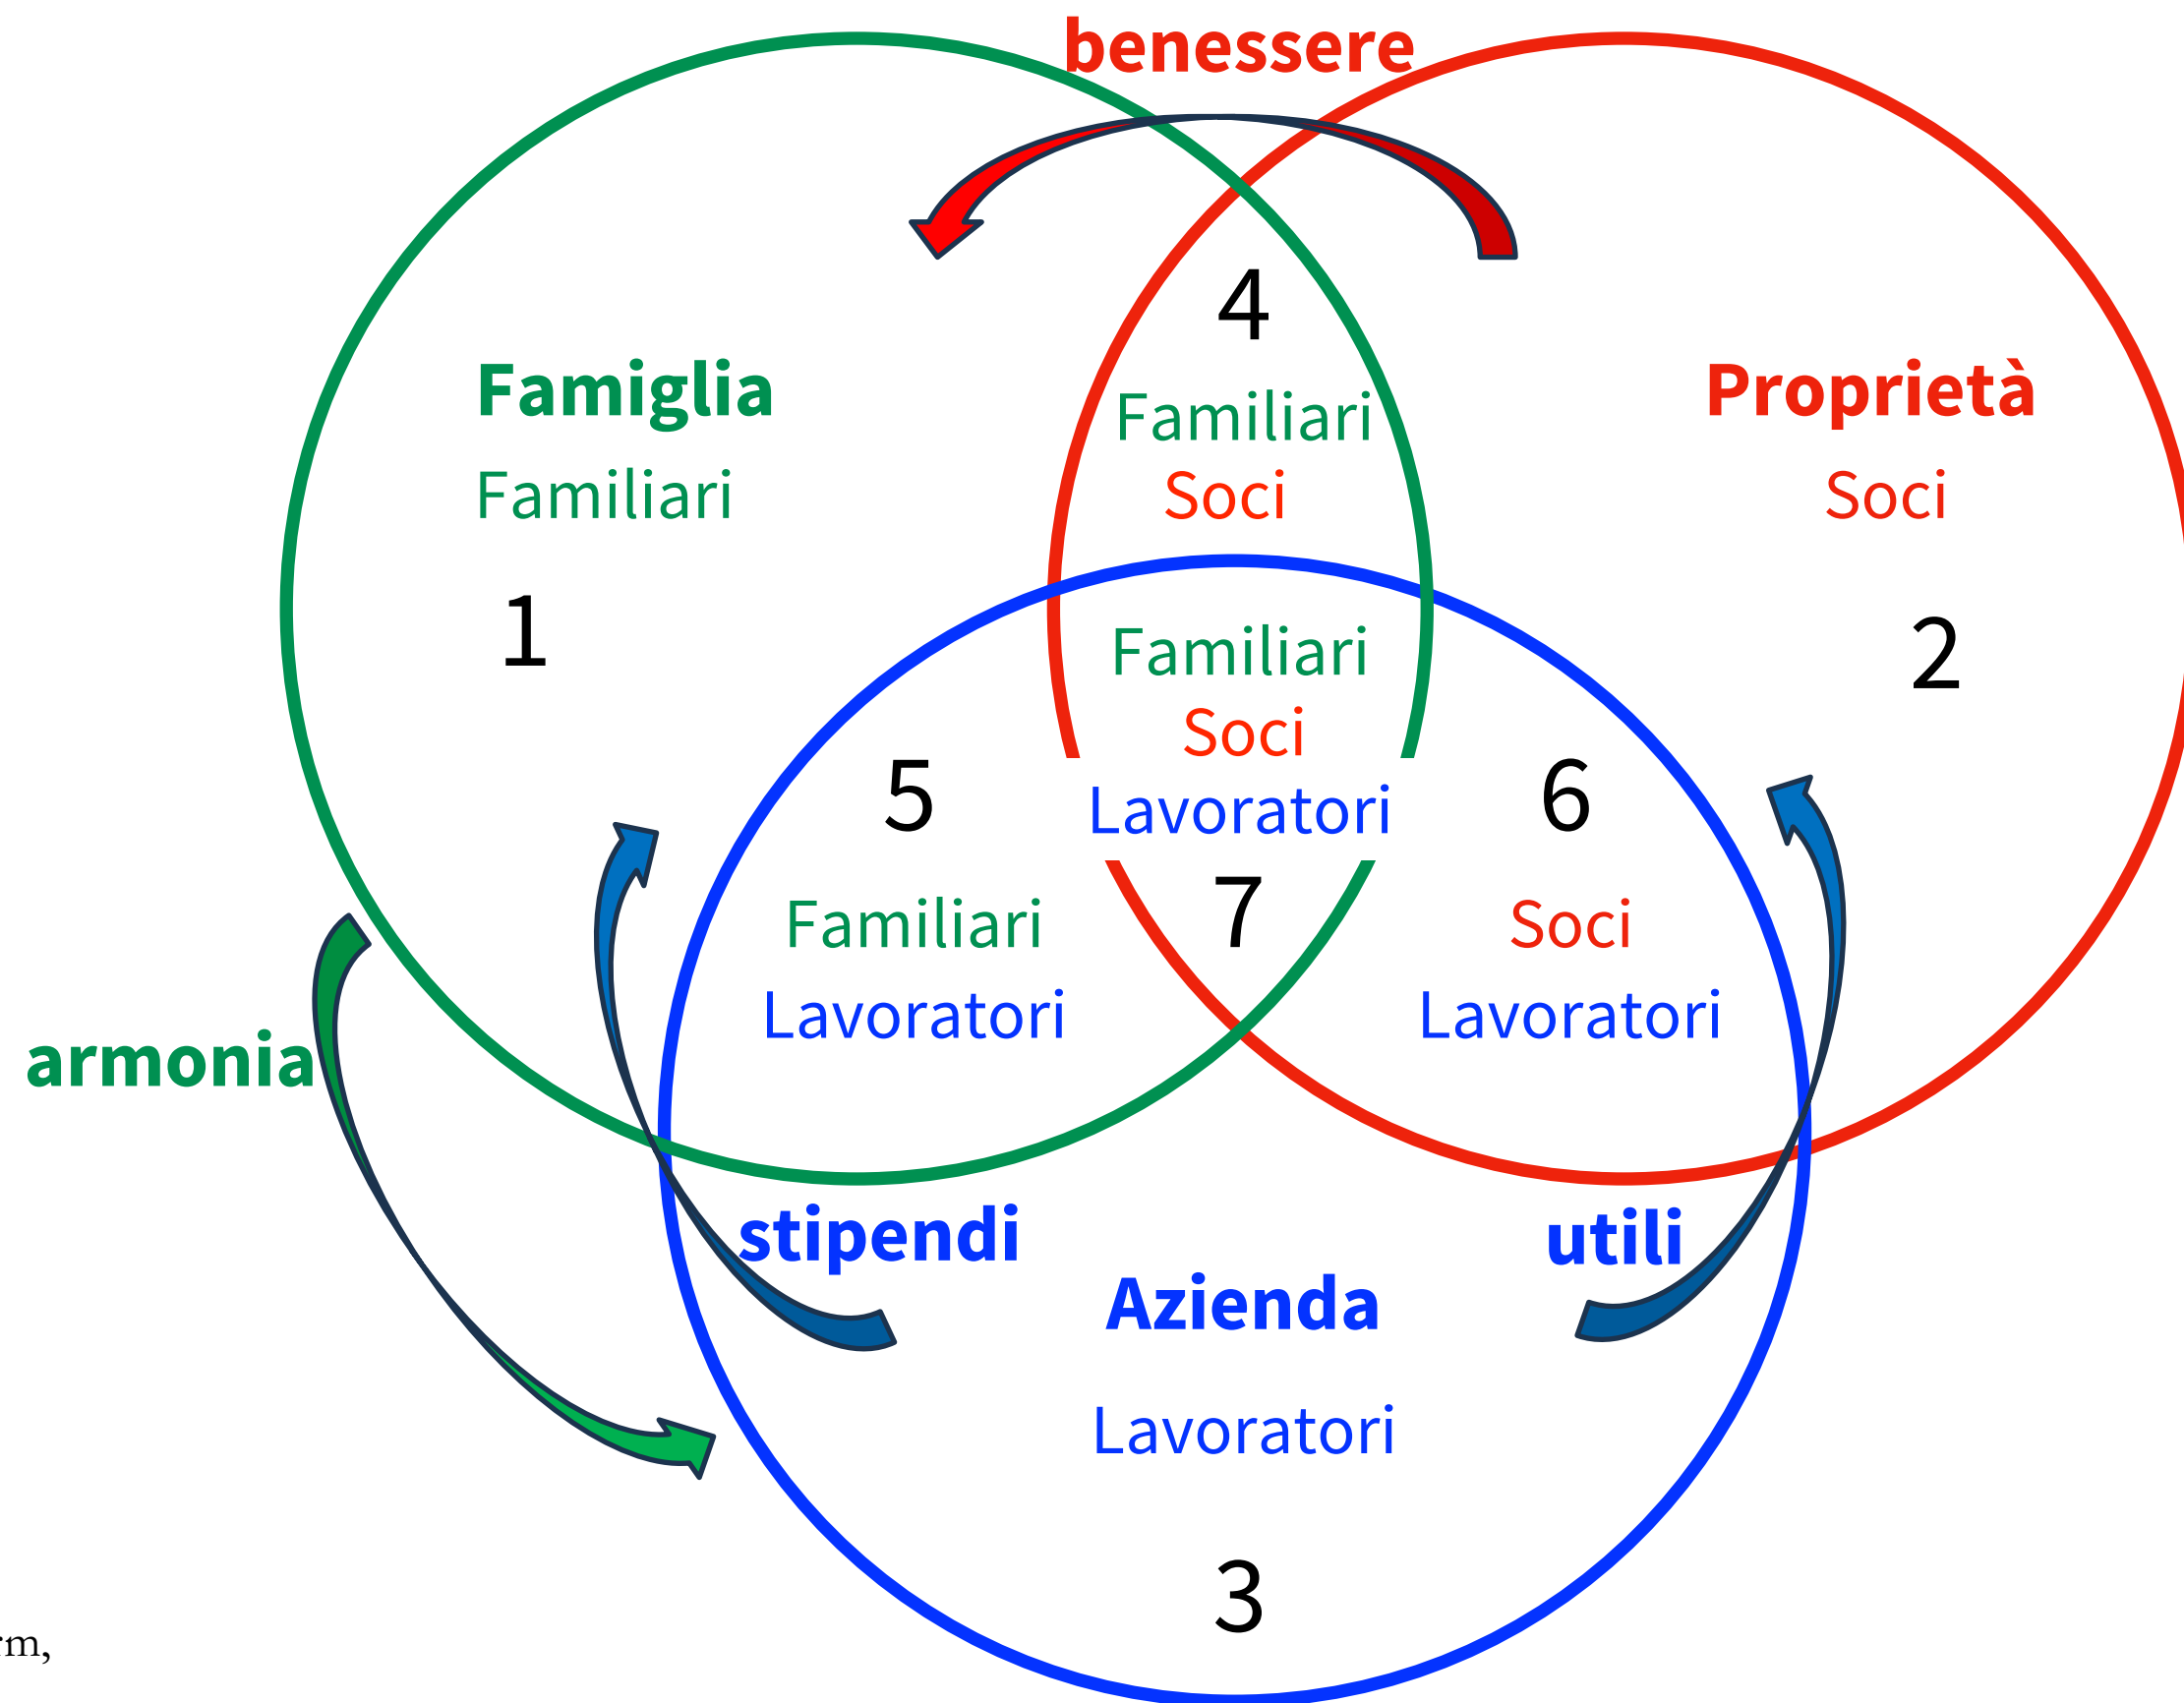 benessere
4
Famiglia
Proprietà
Familiari
Soci
Familiari
Soci
1
2
Familiari
Soci
Lavoratori
5
6
7
Familiari
Lavoratori
Soci
Lavoratori
armonia
stipendi
utili
Azienda
Lavoratori
3